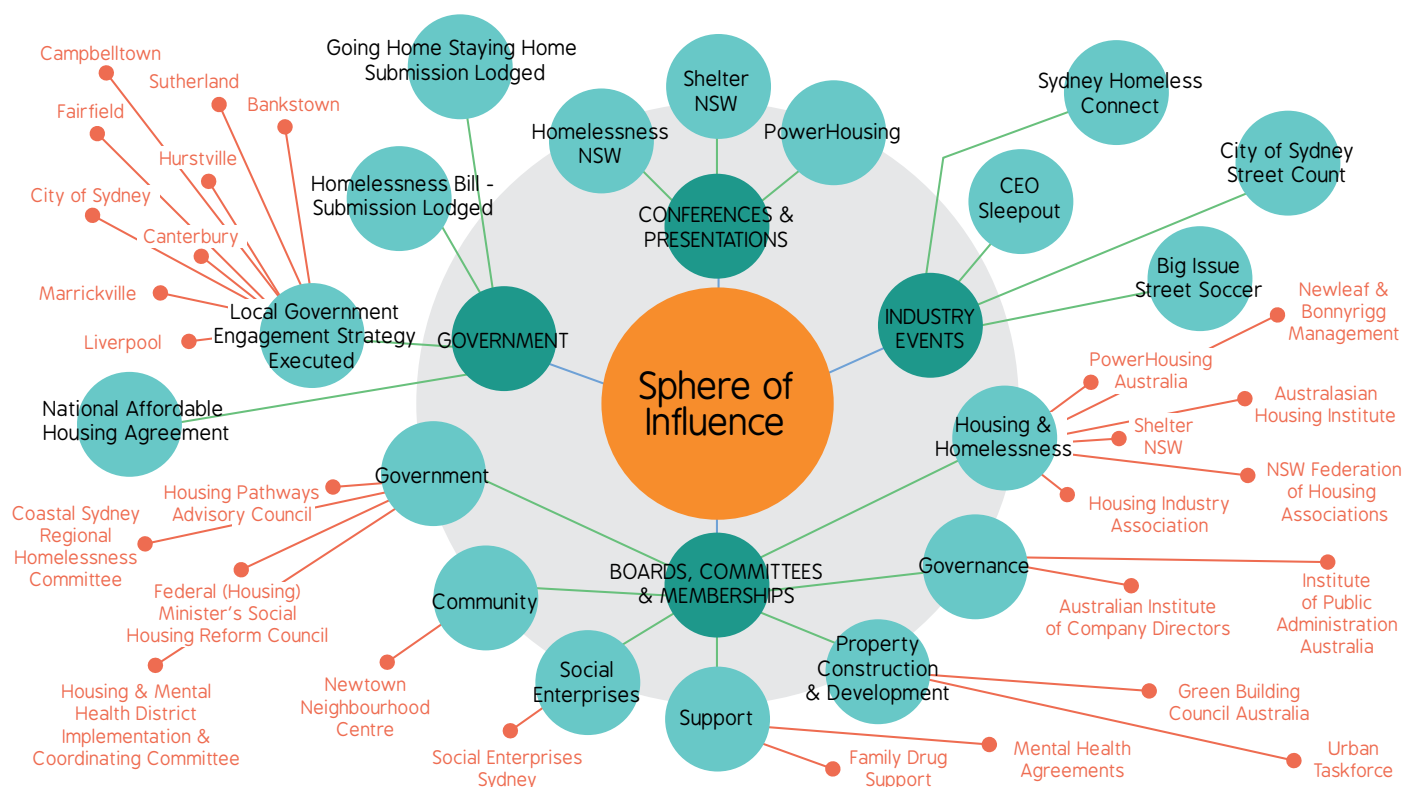 Going Home Staying Home
Submission Lodged
Homelessness Bill -
Submission Lodged
Local Government
Engagement Strategy
Executed
National Affordable
Housing Agreement
GOVERNMENT
Campbelltown
Sutherland
Bankstown
Fairfield
Hurstville
City of Sydney
Canterbury
Marrickville
Liverpool
Homelessness
NSW
Shelter
NSW
PowerHousing
CONFERENCES &
PRESENTATIONS
Sydney Homeless
Connect
CEO
Sleepout
City of Sydney
Street Count
Big Issue
Street Soccer
INDUSTRY
EVENTS
Sphere of
Influence
Newleaf &
Bonnyrigg
Management
PowerHousing
Australia
Australasian
Housing Institute
Shelter
NSW
NSW Federation
of Housing
Associations
Housing Industry
Association
Housing &
Homelessness
Government
Housing Pathways
Advisory Council
Coastal Sydney
Regional
Homelessness
Committee
Federal (Housing)
Minister's Social
Housing Reform Council
Housing & Mental
Health District
Implementation &
Coordinating Committee
BOARDS, COMMITTEES
& MEMBERSHIPS
Community
Newtown
Neighbourhood
Centre
Social
Enterprises
Social Enterprises
Sydney
Support
Family Drug
Support
Mental Health
Agreements
Property
Construction
& Development
Green Building
Council Australia
Urban
Taskforce
Governance
Australian Institute
of Company Directors
Institute
of Public
Administration
Australia